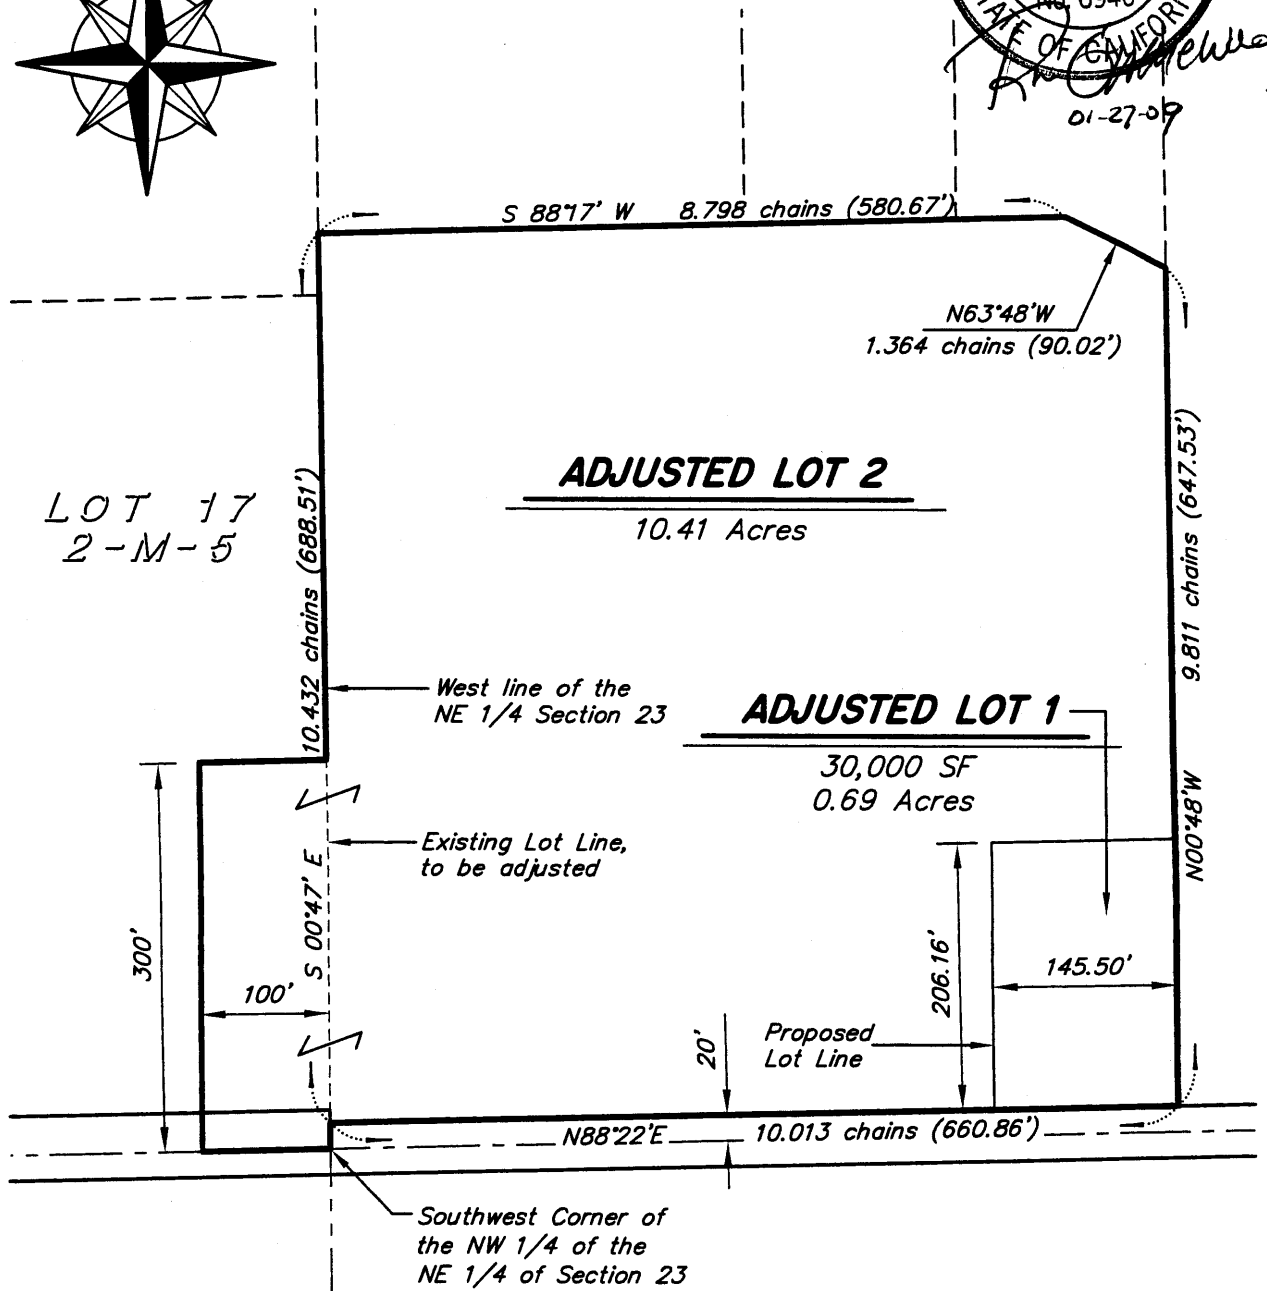 No. 6946
STATE OF CALIFORNIA
01-27-09
S 88°17' W 8.798 chains (580.67')
N63°48'W
1.364 chains (90.02')
ADJUSTED LOT 2
10.41 Acres
LOT 17
2-M-5
10.432 chains (688.51')
9.811 chains (647.53')
West line of the
NE 1/4 Section 23
ADJUSTED LOT 1
30,000 SF
0.69 Acres
N00°48'W
Existing Lot Line,
to be adjusted
S 00°47' E
300'
100'
206.16'
145.50'
20'
Proposed
Lot Line
N88°22'E 10.013 chains (660.86')
Southwest Corner of
the NW 1/4 of the
NE 1/4 of Section 23